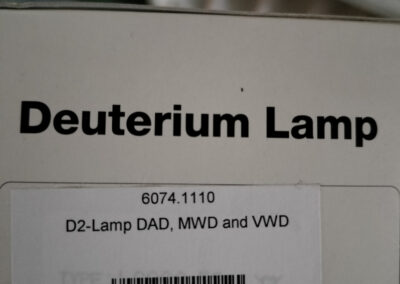 Deuterium Lamp
6074.1110
D2-Lamp DAD, MWD and VWD